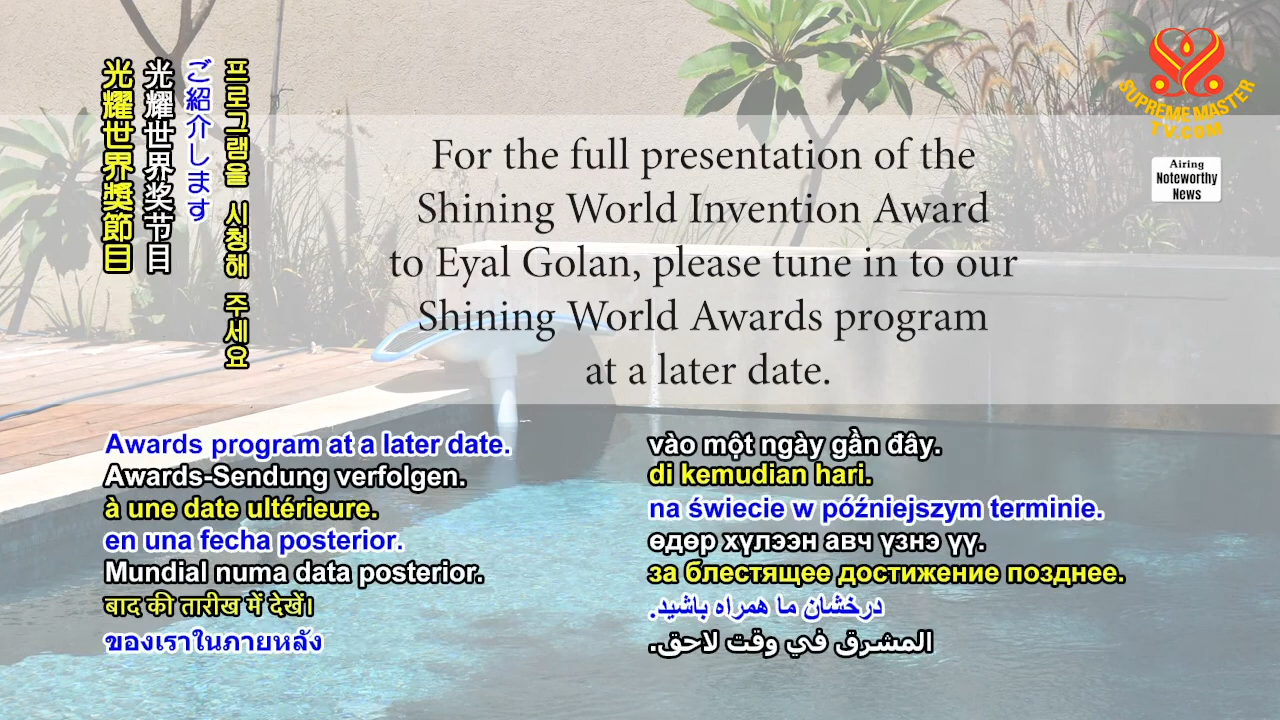 光耀世界獎節目
光耀世界奖节目
ご紹介します
프로그램을 시청해 주세요
SUPREME MASTER
TV.COM
Airing
Noteworthy
News
For the full presentation of the
Shining World Invention Award
to Eyal Golan, please tune in to our
Shining World Awards program
at a later date.
Awards program at a later date.
Awards-Sendung verfolgen.
à une date ultérieure.
en una fecha posterior.
Mundial numa data posterior.
बाद की तारीख में देखें।
ของเราในภายหลัง
vào một ngày gần đây.
di kemudian hari.
na świecie w późniejszym terminie.
өдөр хүлээн авч үзнэ үү.
за блестящее достижение позднее.
درخشان ما همراه باشید.
المشرق في وقت لاحق.